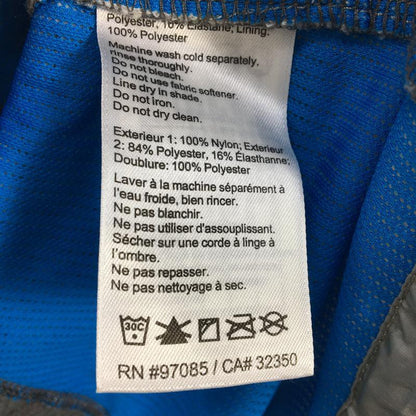 Polyester, 16% Elastane; Lining:
100% Polyester
Machine wash cold separately,
rinse thoroughly.
Do not bleach.
Do not use fabric softener.
Line dry in shade.
Do not iron.
Do not dry clean.
Exterieur 1: 100% Nylon; Exterieur
2: 84% Polyester, 16% Élasthanne;
Doublure: 100% Polyester
Laver à la machine séparément à
l'eau froide, bien rincer.
Ne pas blanchir.
Ne pas utiliser d'assouplissant.
Sécher sur une corde à linge à
l'ombre.
Ne pas repasser.
Ne pas nettoyage à sec.
30C
RN #97085 / CA# 32350